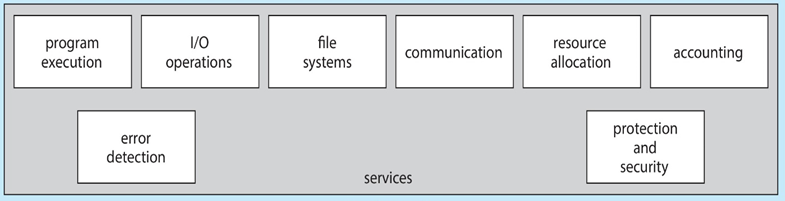 program
execution
I/O
operations
file
systems
communication
resource
allocation
accounting
error
detection
protection
and
security
services